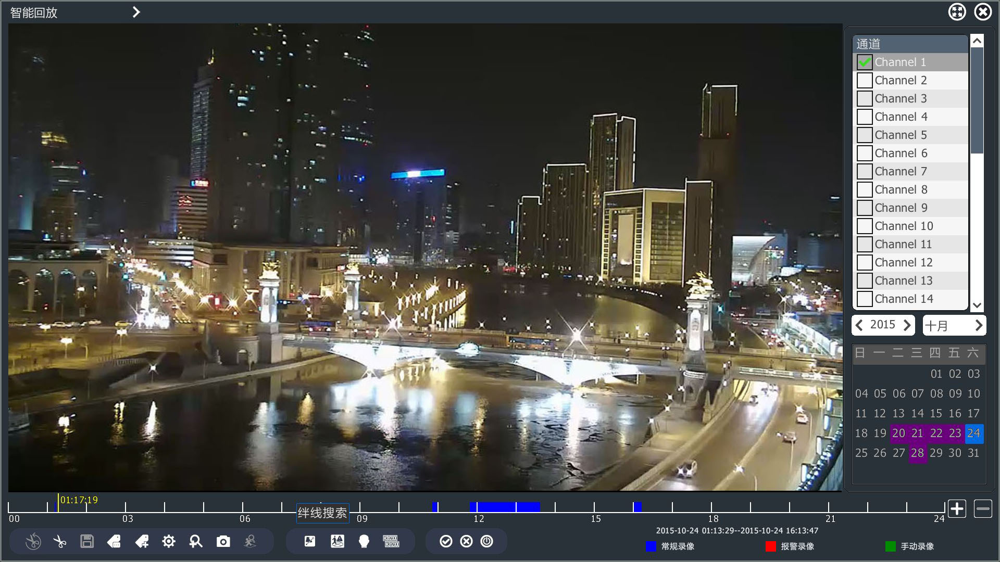 智能回放
通道
Channel 1
Channel 2
Channel 3
Channel 4
Channel 5
Channel 6
Channel 7
Channel 8
Channel 9
Channel 10
Channel 11
Channel 12
Channel 13
Channel 14
2015 十月
日 一 二 三 四 五 六
01 02 03
04 05 06 07 08 09 10
11 12 13 14 15 16 17
18 19 20 21 22 23 24
25 26 27 28 29 30 31
01:17:19
绊线搜索
00 03 06 09 12 15 18 21 24
2015-10-24 01:13:29--2015-10-24 16:13:47
常规录像 报警录像 手动录像